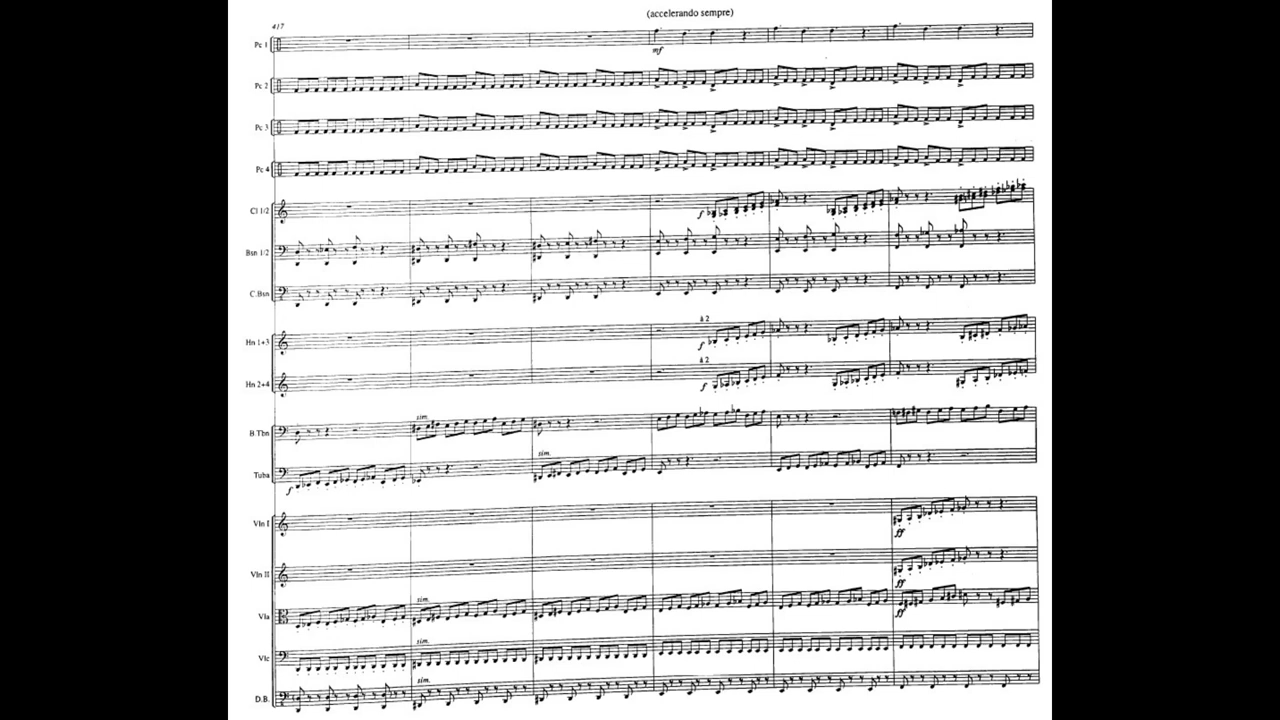 (accelerando sempre)
417
Pc 1
mf
Pc 2
Pc 3
Pc 4
Cl 1/2
f
Bsn 1/2
C.Bsn
à 2
Hn 1+3
f
à 2
Hn 2+4
f
sim.
B.Tbn
sim.
Tuba
f
Vln I
ff
Vln II
ff
sim.
Vla
ff
sim.
Vlc
sim.
D.B.